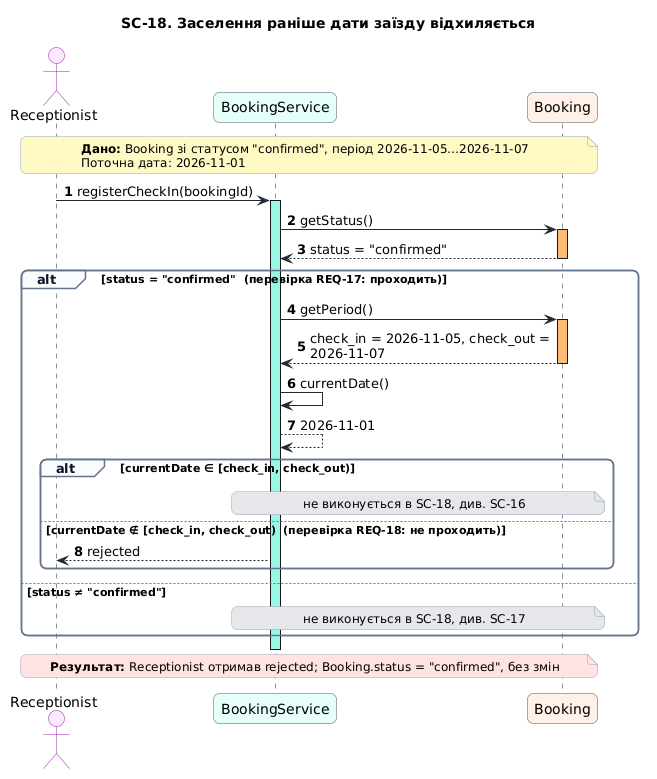 SC-18. Заселення раніше дати заїзду відхиляється
Receptionist
BookingService
Booking
Дано: Booking зі статусом "confirmed", період 2026-11-05...2026-11-07
Поточна дата: 2026-11-01
1 registerCheckIn(bookingId)
2 getStatus()
3 status = "confirmed"
alt [status = "confirmed" (перевірка REQ-17: проходить)]
4 getPeriod()
5 check_in = 2026-11-05, check_out =
2026-11-07
6 currentDate()
7 2026-11-01
alt [currentDate ∈ [check_in, check_out)]
не виконується в SC-18, див. SC-16
[currentDate ∉ [check_in, check_out) (перевірка REQ-18: не проходить)]
8 rejected
[status ≠ "confirmed"]
не виконується в SC-18, див. SC-17
Результат: Receptionist отримав rejected; Booking.status = "confirmed", без змін
Receptionist
BookingService
Booking